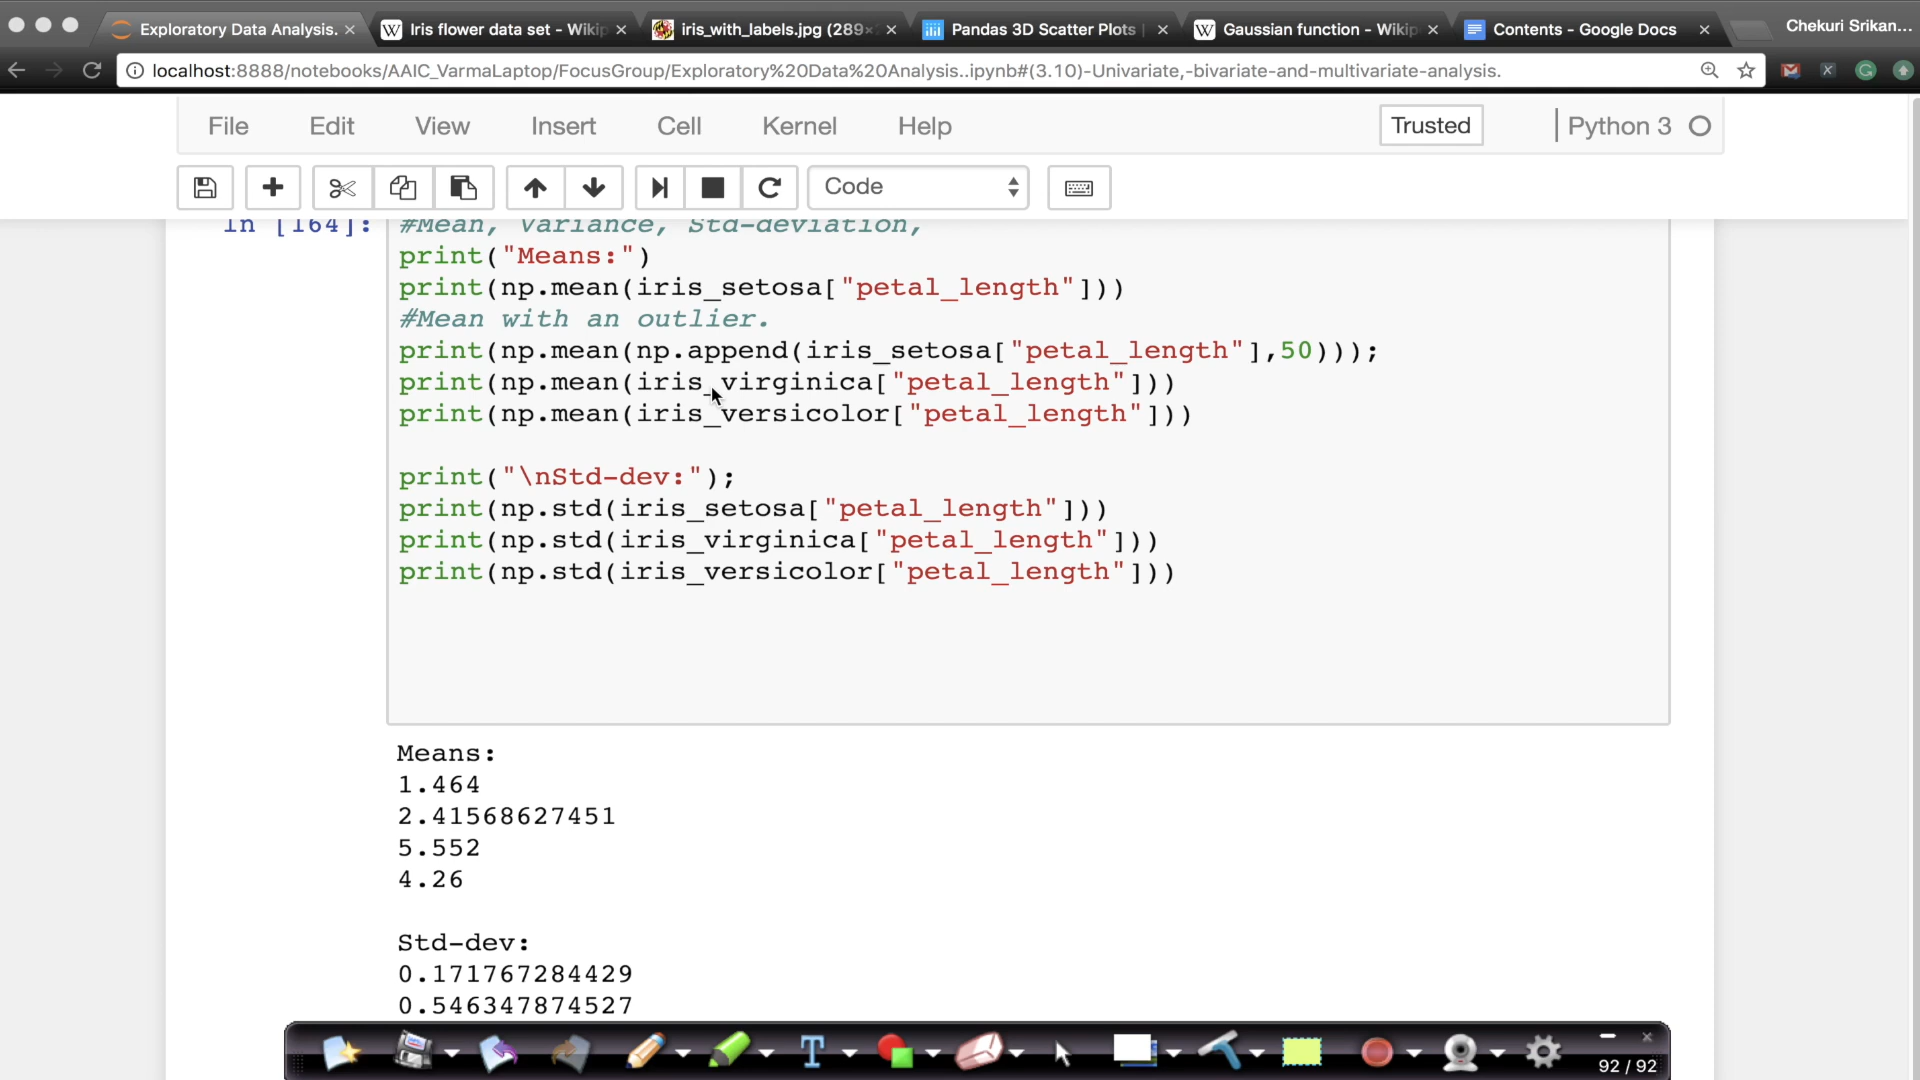 Exploratory Data Analysis.
Iris flower data set - Wikip
iris_with_labels.jpg (289×
Pandas 3D Scatter Plots
Gaussian function - Wikip
Contents - Google Docs
Chekuri Srikan...
localhost:8888/notebooks/AAIC_VarmaLaptop/FocusGroup/Exploratory%20Data%20Analysis..ipynb#(3.10)-Univariate,-bivariate-and-multivariate-analysis.
File Edit View Insert Cell Kernel Help Trusted Python 3
Code
In [164]: #Mean, Variance, Std-deviation,
print("Means:")
print(np.mean(iris_setosa["petal_length"]))
#Mean with an outlier.
print(np.mean(np.append(iris_setosa["petal_length"],50)));
print(np.mean(iris_virginica["petal_length"]))
print(np.mean(iris_versicolor["petal_length"]))
print("\nStd-dev:");
print(np.std(iris_setosa["petal_length"]))
print(np.std(iris_virginica["petal_length"]))
print(np.std(iris_versicolor["petal_length"]))
Means:
1.464
2.41568627451
5.552
4.26
Std-dev:
0.171767284429
0.546347874527
T
92 / 92